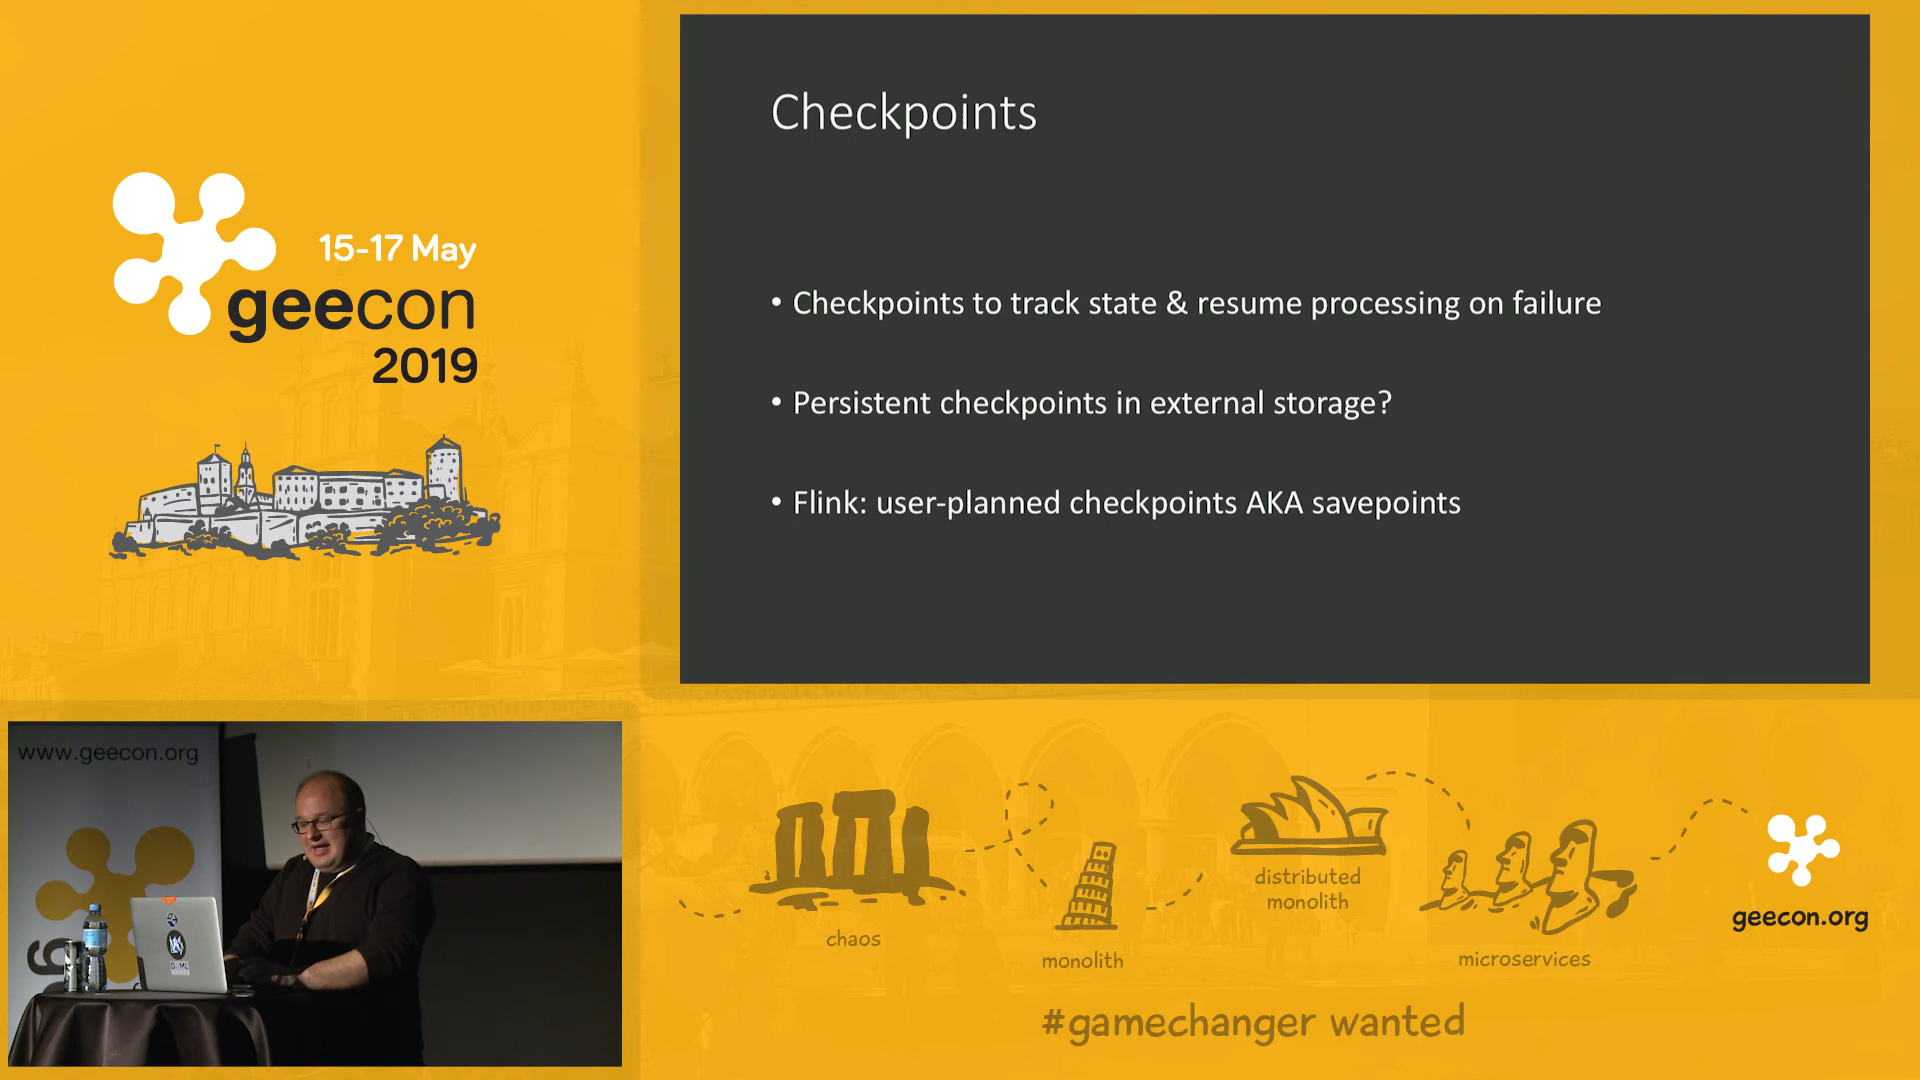 15-17 May
geecon
2019
Checkpoints
• Checkpoints to track state & resume processing on failure
• Persistent checkpoints in external storage?
• Flink: user-planned checkpoints AKA savepoints
www.geecon.org
chaos
monolith
distributed
monolith
microservices
geecon.org
#gamechanger wanted